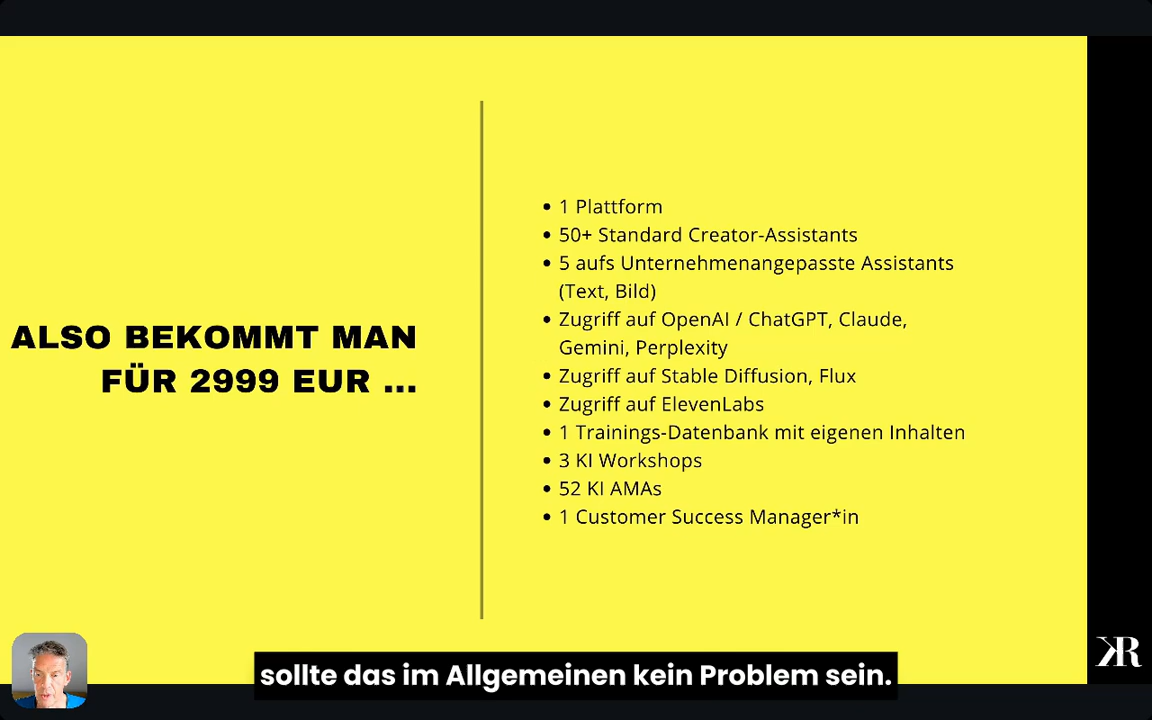 ALSO BEKOMMT MAN
FÜR 2999 EUR ...
• 1 Plattform
• 50+ Standard Creator-Assistants
• 5 aufs Unternehmenangepasste Assistants
(Text, Bild)
• Zugriff auf OpenAI / ChatGPT, Claude,
Gemini, Perplexity
• Zugriff auf Stable Diffusion, Flux
• Zugriff auf ElevenLabs
• 1 Trainings-Datenbank mit eigenen Inhalten
• 3 KI Workshops
• 52 KI AMAs
• 1 Customer Success Manager*in
KR
sollte das im Allgemeinen kein Problem sein.